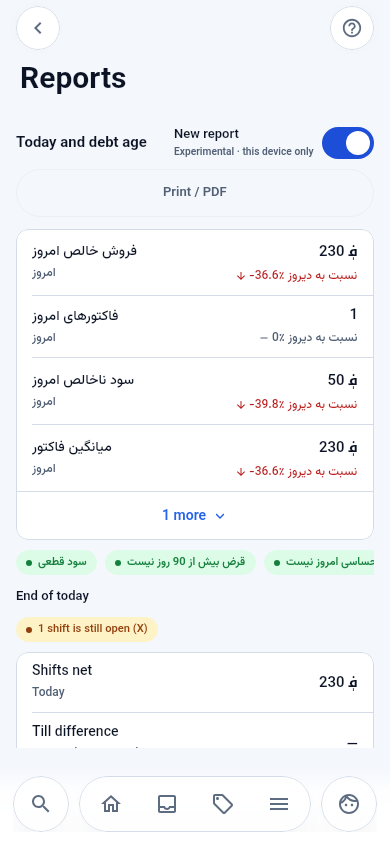 Reports
Today and debt age
New report
Experimental · this device only
Print / PDF
فروش خالص امروز
230 ؋
امروز
↓ -36.6٪ نسبت به دیروز
فاکتورهای امروز
1
امروز
– 0٪ نسبت به دیروز
سود ناخالص امروز
50 ؋
امروز
↓ -39.8٪ نسبت به دیروز
میانگین فاکتور
230 ؋
امروز
↓ -36.6٪ نسبت به دیروز
1 more
سود قطعی
قرض بیش از 90 روز نیست
حساسی امروز نیست
End of today
1 shift is still open (X)
Shifts net
230 ؋
Today
Till difference
—